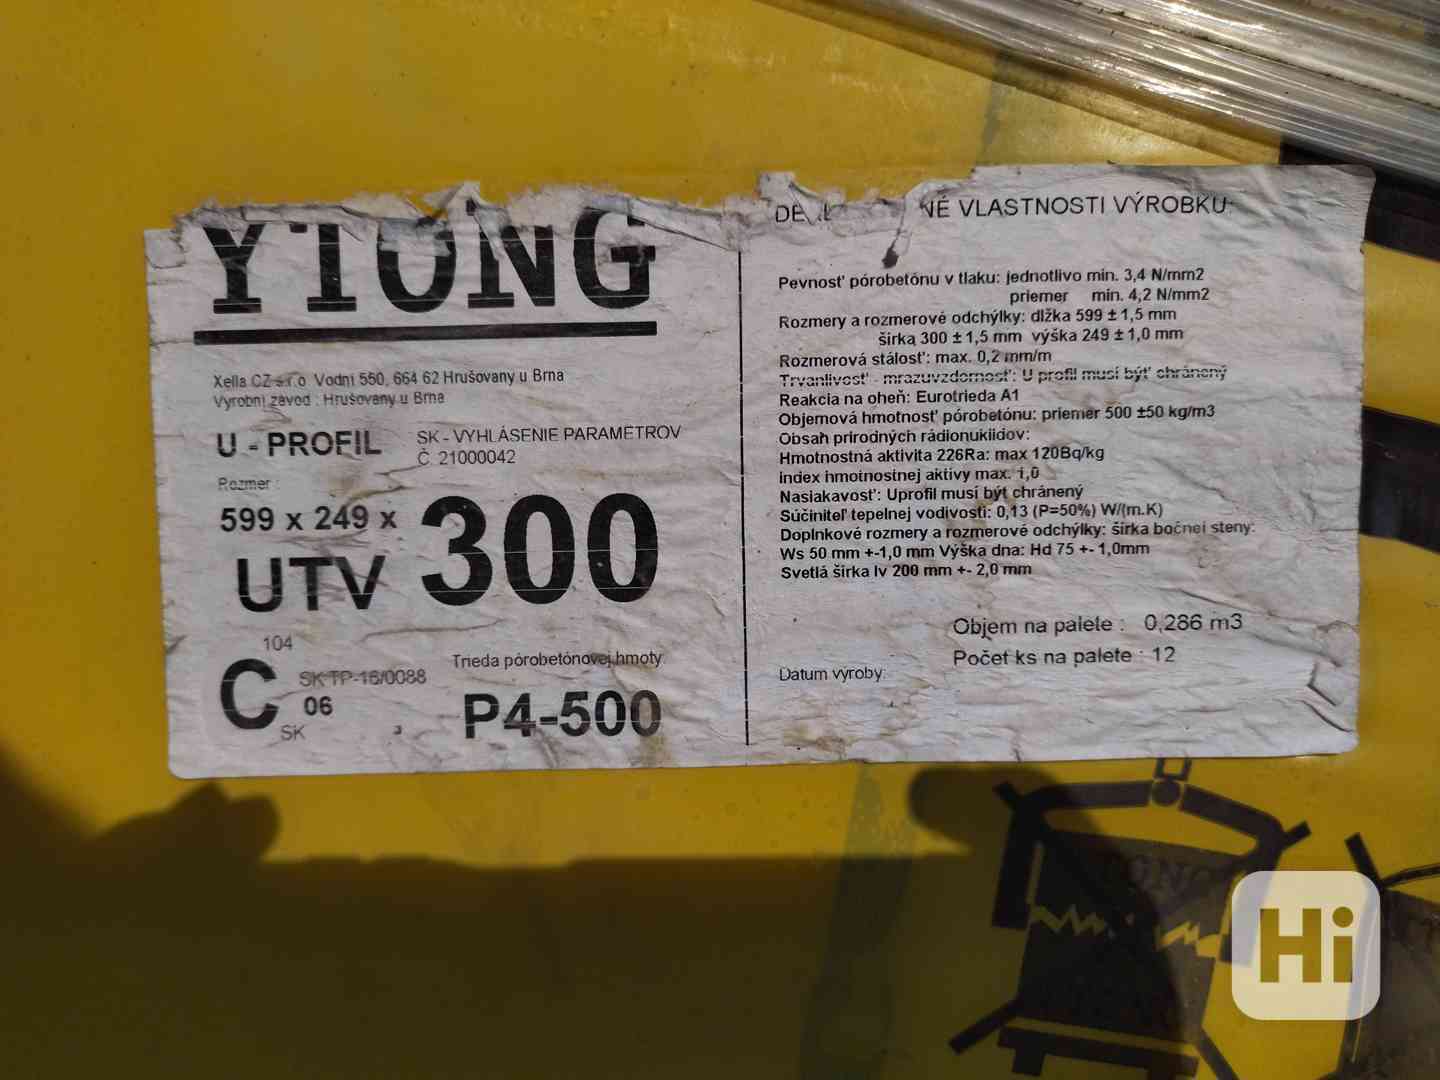 YTONG
Xella CZ s.r.o Vodní 550, 664 62 Hrušovany u Brna
Výrobní závod : Hrušovany u Brna
U - PROFIL
SK - VYHLÁSENIE PARAMETROV
Č. 21000042
Rozmer :
599 x 249 x 300
UTV
104
C SK TP-16/0088
06
SK
Trieda pórobetónovej hmoty
P4-500
NÉ VLASTNOSTI VÝROBKU:
Pevnosť pórobetónu v tlaku: jednotlivo min. 3,4 N/mm2
priemer min. 4,2 N/mm2
Rozmery a rozmerové odchýlky: dĺžka 599 ± 1,5 mm
šírka 300 ± 1,5 mm výška 249 ± 1,0 mm
Rozmerová stálosť: max. 0,2 mm/m
Trvanlivosť - mrazuvzdornosť: U profil musí byť chránený
Reakcia na oheň: Eurotrieda A1
Objemová hmotnosť pórobetónu: priemer 500 ±50 kg/m3
Obsah prírodných rádionuklidov:
Hmotnostná aktivita 226Ra: max 120Bq/kg
Index hmotnostnej aktivy max. 1,0
Nasiakavosť: Uprofil musí být chránený
Súčiniteľ tepelnej vodivosti: 0,13 (P=50%) W/(m.K)
Doplnkové rozmery a rozmerové odchýlky: šírka bočnej steny:
Ws 50 mm +-1,0 mm Výška dna: Hd 75 +- 1,0mm
Svetlá šírka lv 200 mm +- 2,0 mm
Objem na palete : 0,286 m3
Počet ks na palete : 12
Datum výroby:
Hi